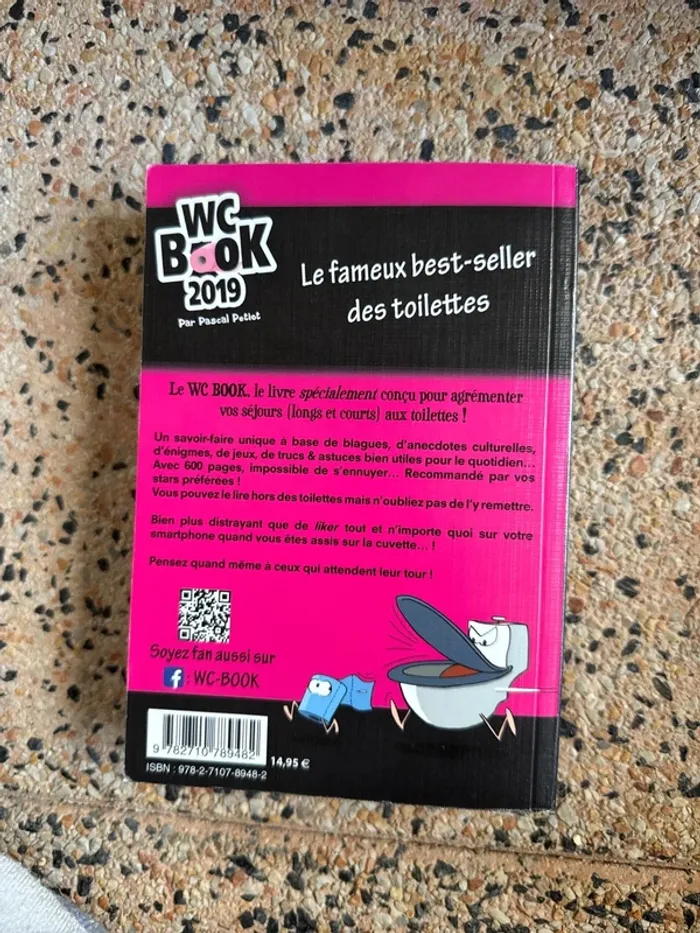 WC
BOOK
2019
Par Pascal Petiot
Le fameux best-seller
des toilettes
Le WC BOOK, le livre spécialement conçu pour agrémenter
vos séjours (longs et courts) aux toilettes !
Un savoir-faire unique à base de blagues, d'anecdotes culturelles,
d'énigmes, de jeux, de trucs & astuces bien utiles pour le quotidien...
Avec 600 pages, impossible de s'ennuyer... Recommandé par vos
stars préférées !
Vous pouvez le lire hors des toilettes mais n'oubliez pas de l'y remettre.
Bien plus distrayant que de liker tout et n'importe quoi sur votre
smartphone quand vous êtes assis sur la cuvette... !
Pensez quand même à ceux qui attendent leur tour !
Soyez fan aussi sur
f : WC-BOOK
9 782710 789482
14,95 €
ISBN : 978-2-7107-8948-2